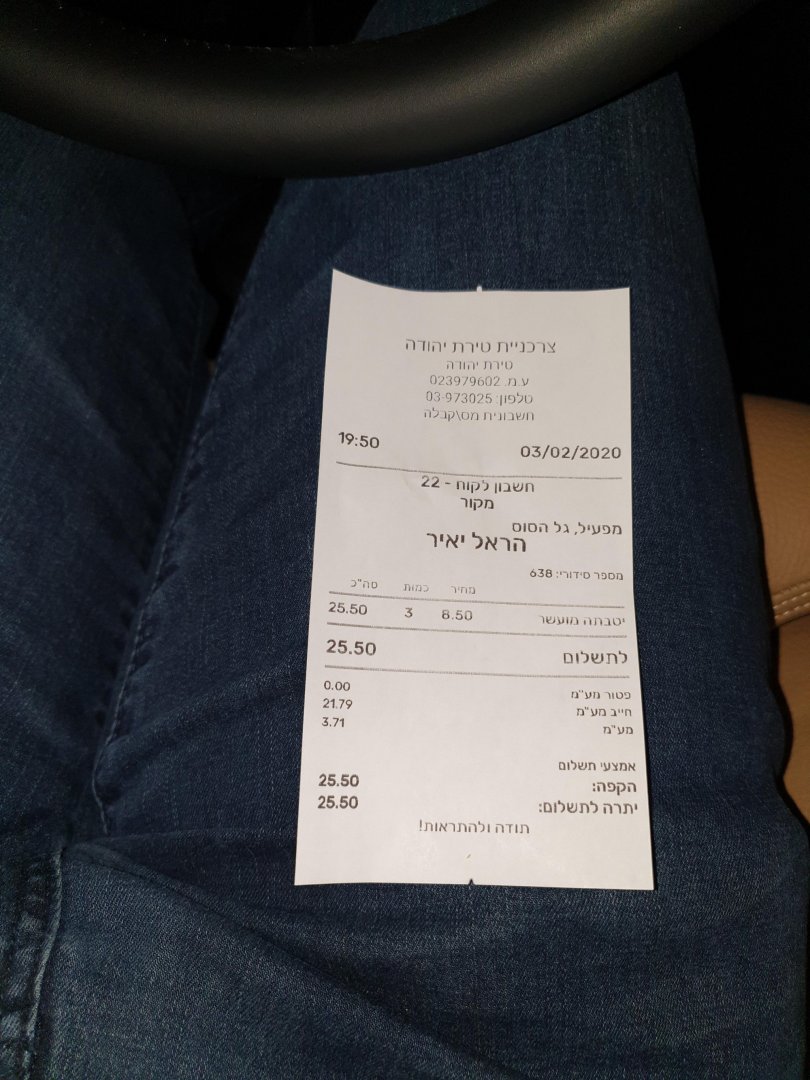 צרכניית טירת יהודה
טירת יהודה
ע.מ. 023979602
טלפון: 03-973025
חשבונית מס\קבלה
03/02/2020 19:50
חשבון לקוח - 22
מקור
מפעיל, גל הסוס
הראל יאיר
מספר סידורי: 638
מחיר כמות סה"כ
יטבתה מועשר 8.50 3 25.50
לתשלום 25.50
פטור מע"מ 0.00
חייב מע"מ 21.79
מע"מ 3.71
אמצעי תשלום
הקפה: 25.50
יתרה לתשלום: 25.50
תודה ולהתראות!